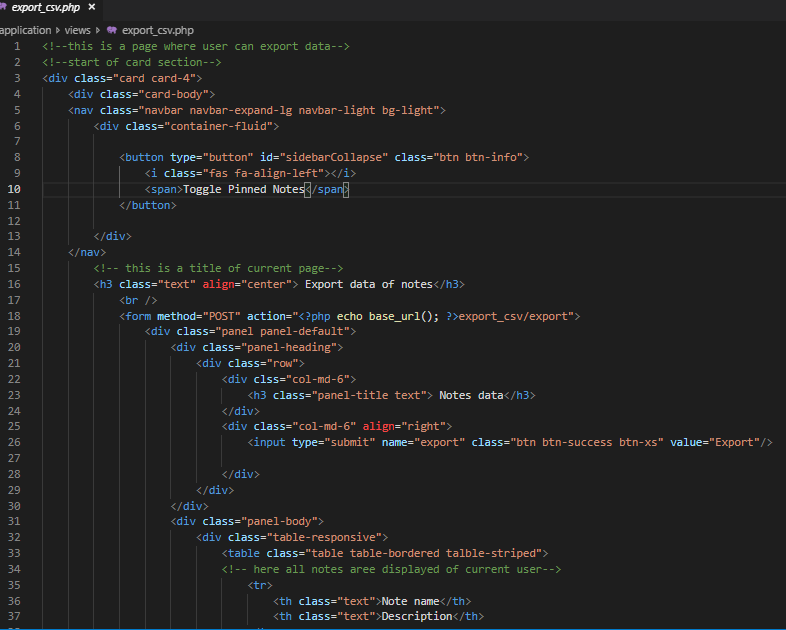 export_csv.php ×
application > views > export_csv.php
1 <!--this is a page where user can export data-->
2 <!--start of card section-->
3 <div class="card card-4">
4 <div class="card-body">
5 <nav class="navbar navbar-expand-lg navbar-light bg-light">
6 <div class="container-fluid">
7
8 <button type="button" id="sidebarCollapse" class="btn btn-info">
9 <i class="fas fa-align-left"></i>
10 <span>Toggle Pinned Notes</span>
11 </button>
12
13 </div>
14 </nav>
15 <!-- this is a title of current page-->
16 <h3 class="text" align="center"> Export data of notes</h3>
17 <br />
18 <form method="POST" action="<?php echo base_url(); ?>export_csv/export">
19 <div class="panel panel-default">
20 <div class="panel-heading">
21 <div class="row">
22 <div clss="col-md-6">
23 <h3 class="panel-title text"> Notes data</h3>
24 </div>
25 <div class="col-md-6" align="right">
26 <input type="submit" name="export" class="btn btn-success btn-xs" value="Export"/>
27
28 </div>
29 </div>
30 </div>
31 <div class="panel-body">
32 <div class="table-responsive">
33 <table class="table table-bordered talble-striped">
34 <!-- here all notes aree displayed of current user-->
35 <tr>
36 <th class="text">Note name</th>
37 <th class="text">Description</th>